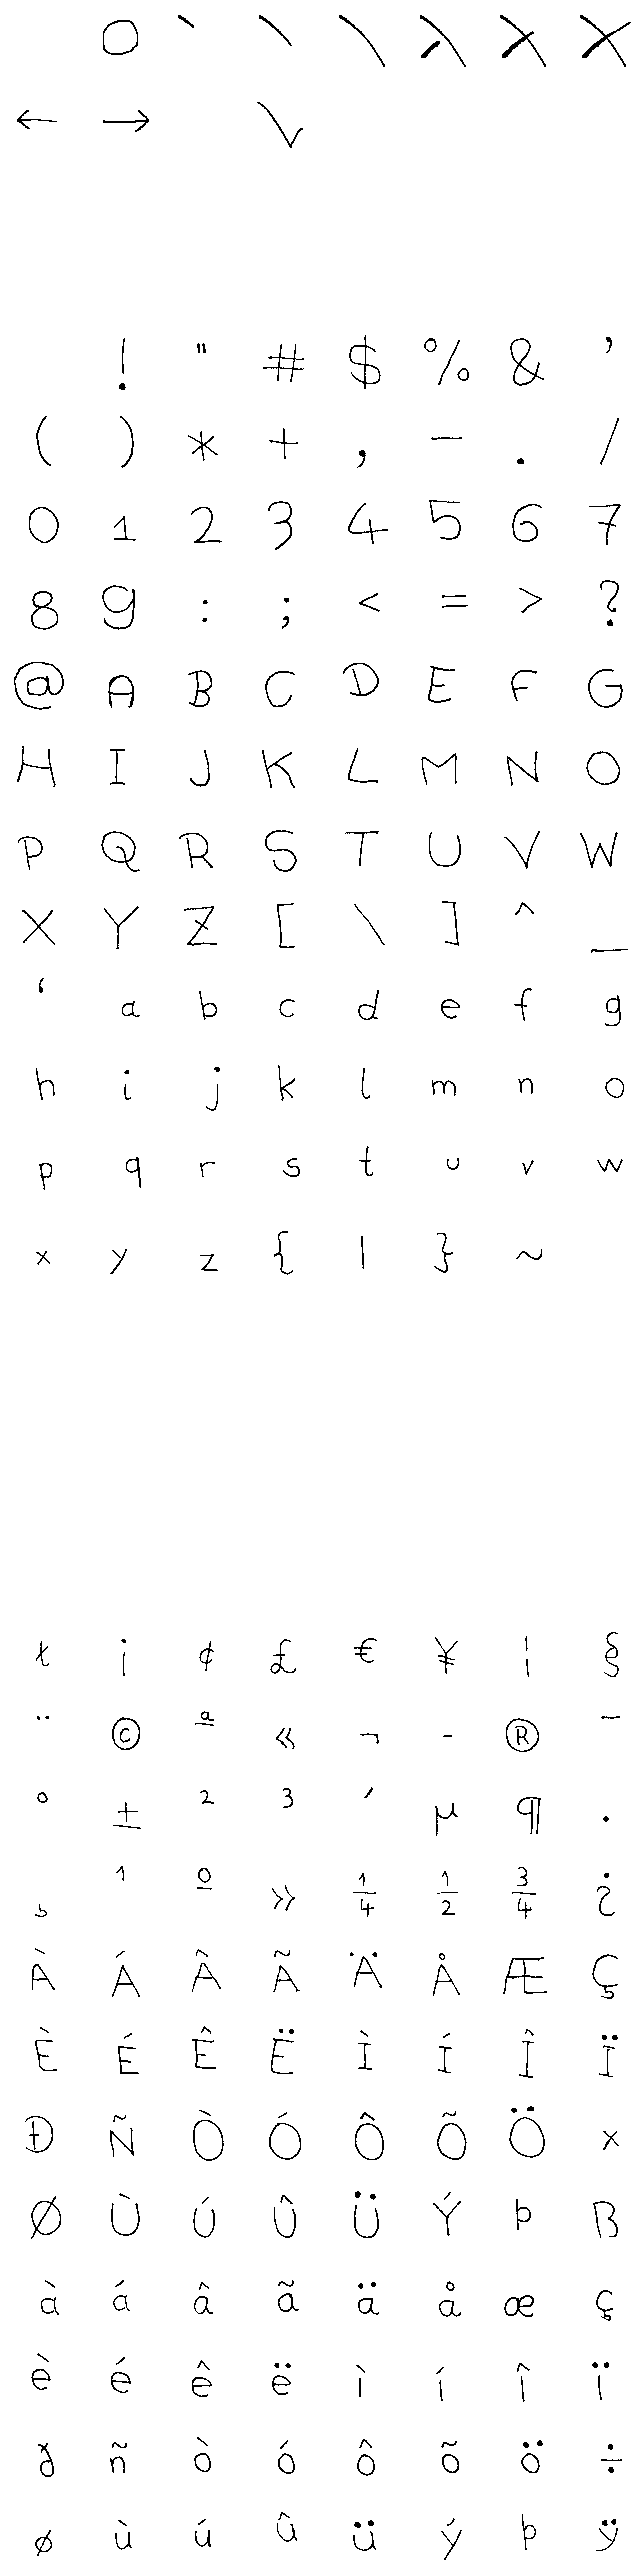 O \ \ \ X X X
← → V
! " # $ % & ’
( ) * + , - . /
0 1 2 3 4 5 6 7
8 9 : ; < = > ?
@ A B C D E F G
H I J K L M N O
P Q R S T U V W
X Y Z [ \ ] ^ _
‘ a b c d e f g
h i j k l m n o
p q r s t u v w
x y z { | } ~
ł ¡ ¢ £ € ¥ ¦ §
¨ © ª « ¬ - ® ¯
° ± ² ³ ´ µ ¶ ·
¸ ¹ º » ¼ ½ ¾ ¿
À Á Â Ã Ä Å Æ Ç
È É Ê Ë Ì Í Î Ï
Ð Ñ Ò Ó Ô Õ Ö ×
Ø Ù Ú Û Ü Ý Þ ß
à á â ã ä å æ ç
è é ê ë ì í î ï
ð ñ ò ó ô õ ö ÷
ø ù ú û ü ý þ ÿ